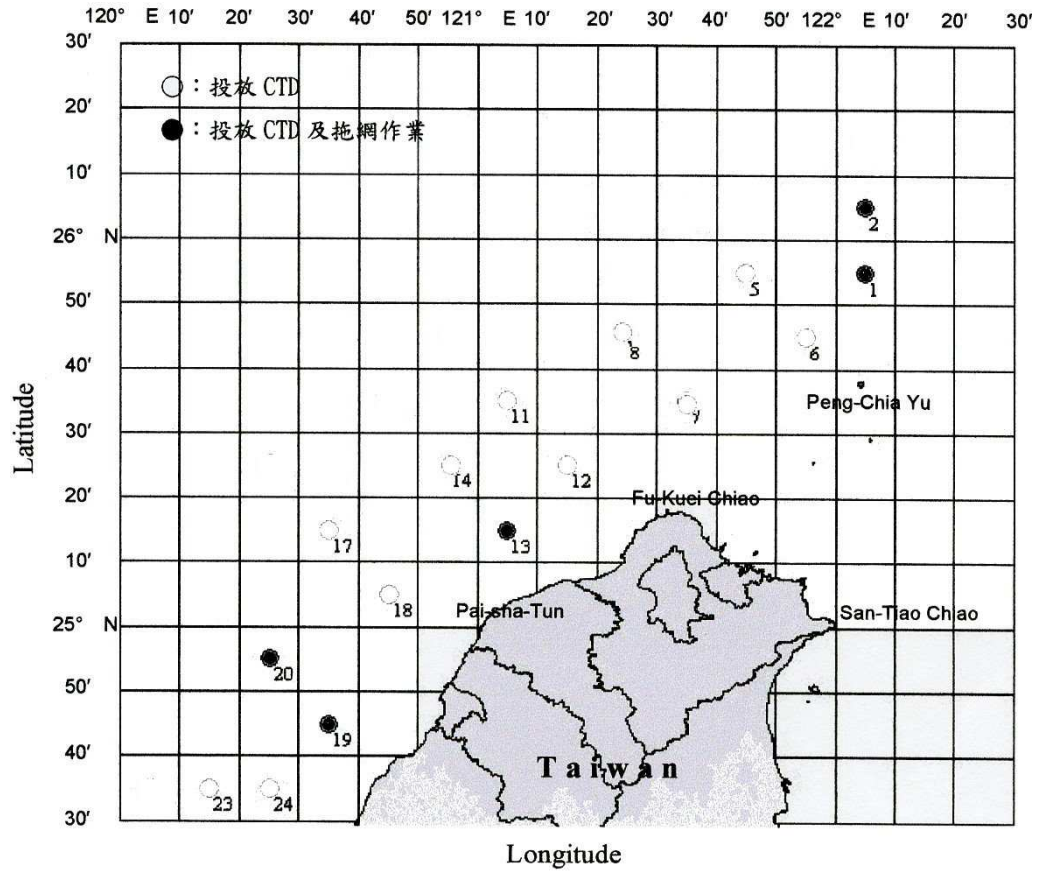 120° E 10′ 20′ 30′ 40′ 50′ 121° E 10′ 20′ 30′ 40′ 50′ 122° E 10′ 20′ 30′
30′
○：投放 CTD
20′
●：投放 CTD 及拖網作業
10′
2
26° N
5
1
50′
8
6
40′
Peng-Chia Yu
11
7
30′
14
12
20′
Fu-Kuei Chiao
17
13
10′
18
Pai-sha-Tun
San-Tiao Chiao
25° N
20
50′
19
40′
Taiwan
23
24
30′
Latitude
Longitude